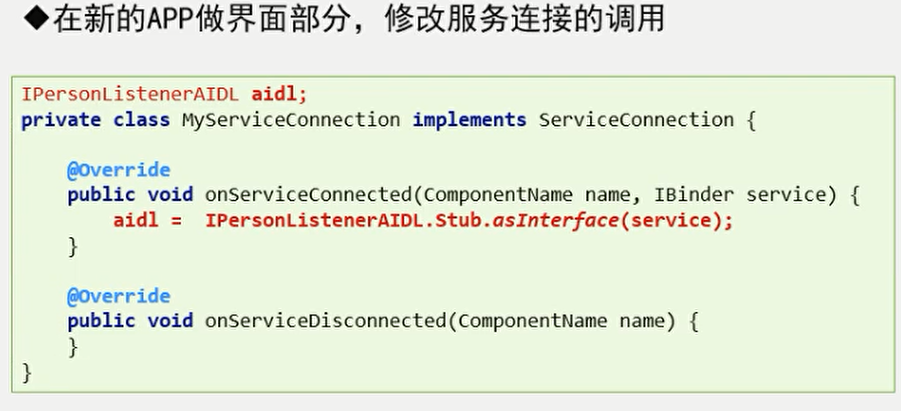 ◆在新的APP做界面部分，修改服务连接的调用
IPersonListenerAIDL aidl;
private class MyServiceConnection implements ServiceConnection {
@Override
public void onServiceConnected(ComponentName name, IBinder service) {
aidl = IPersonListenerAIDL.Stub.asInterface(service);
}
@Override
public void onServiceDisconnected(ComponentName name) {
}
}